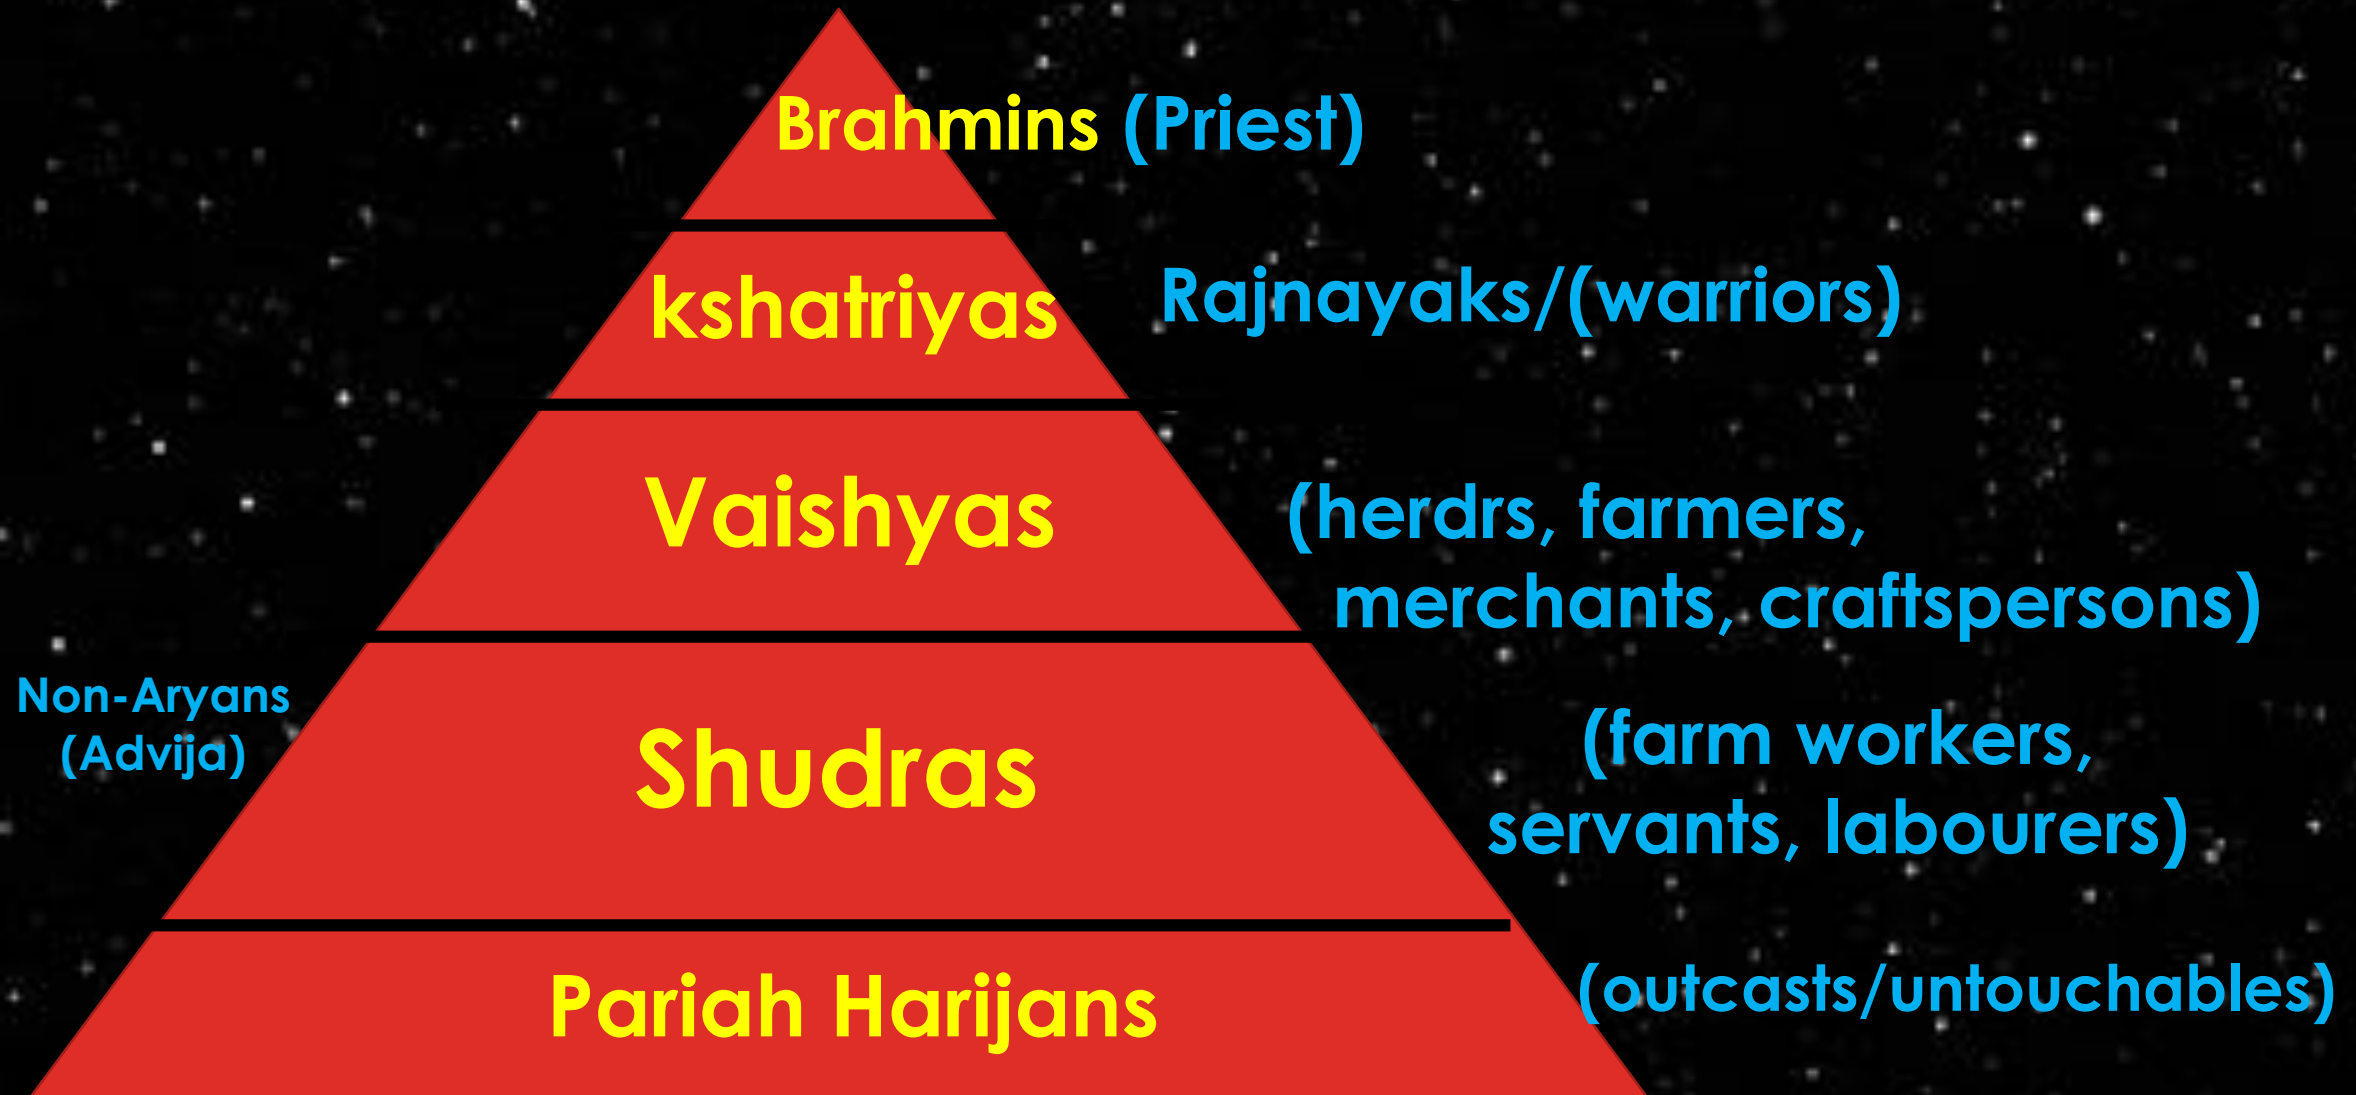 Brahmins (Priest)
kshatriyas
Rajnayaks/(warriors)
Vaishyas
(herdrs, farmers,
merchants, craftspersons)
Non-Aryans
(Advija)
Shudras
(farm workers,
servants, labourers)
Pariah Harijans
(outcasts/untouchables)